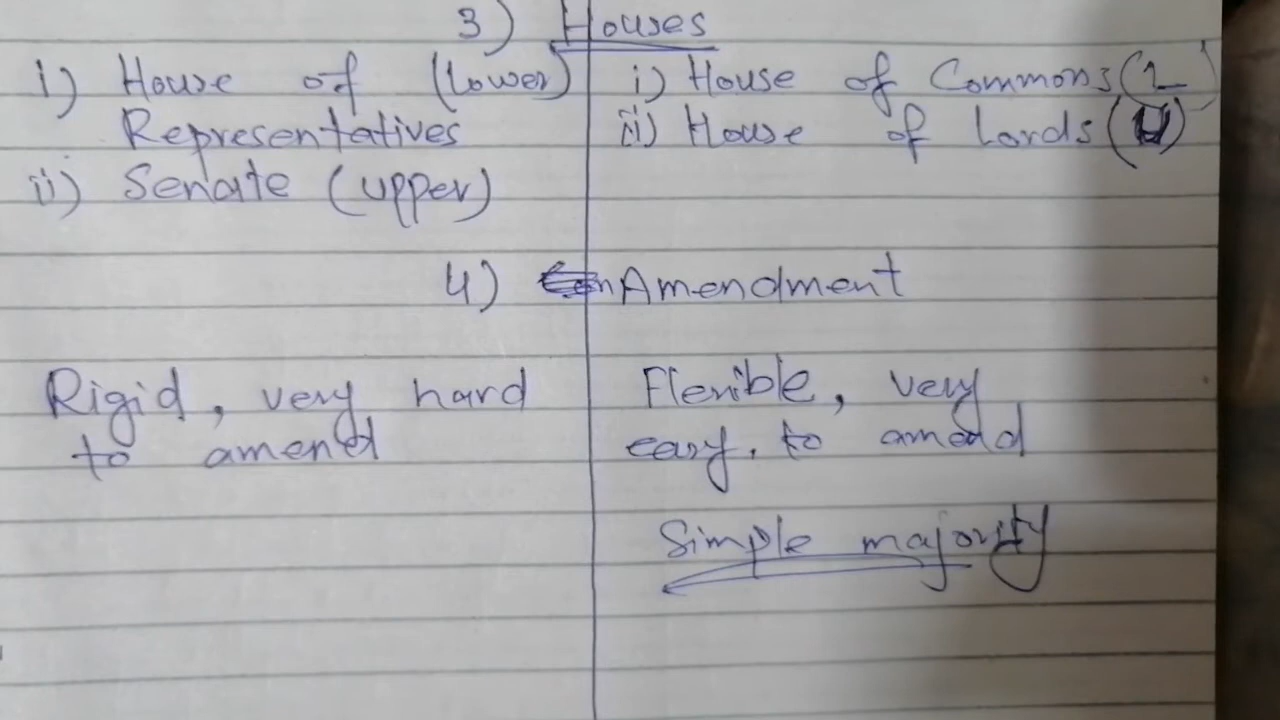 3) Houses
i) House of (lower)
Representatives
ii) Senate (upper)
i) House of Commons (L)
ii) House of Lords (U)
4) Amendment
Rigid, very hard
to amend
Flexible, very
easy, to amend
Simple majority